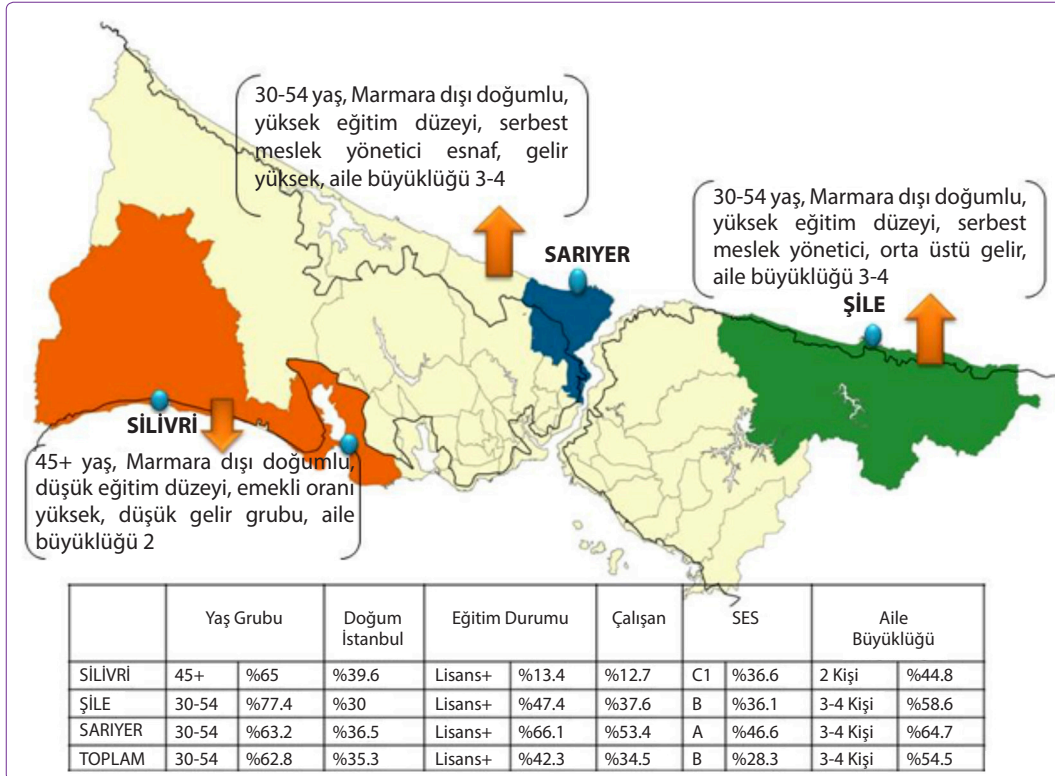 30-54 yaş, Marmara dışı doğumlu,
yüksek eğitim düzeyi, serbest
meslek yönetici esnaf, gelir
yüksek, aile büyüklüğü 3-4
30-54 yaş, Marmara dışı doğumlu,
yüksek eğitim düzeyi, serbest
meslek yönetici, orta üstü gelir,
aile büyüklüğü 3-4
SARIYER
ŞİLE
SİLİVRİ
45+ yaş, Marmara dışı doğumlu,
düşük eğitim düzeyi, emekli oranı
yüksek, düşük gelir grubu, aile
büyüklüğü 2
Yaş Grubu Doğum İstanbul Eğitim Durumu Çalışan SES Aile Büyüklüğü
SİLİVRİ 45+ %65 %39.6 Lisans+ %13.4 %12.7 C1 %36.6 2 Kişi %44.8
ŞİLE 30-54 %77.4 %30 Lisans+ %47.4 %37.6 B %36.1 3-4 Kişi %58.6
SARIYER 30-54 %63.2 %36.5 Lisans+ %66.1 %53.4 A %46.6 3-4 Kişi %64.7
TOPLAM 30-54 %62.8 %35.3 Lisans+ %42.3 %34.5 B %28.3 3-4 Kişi %54.5